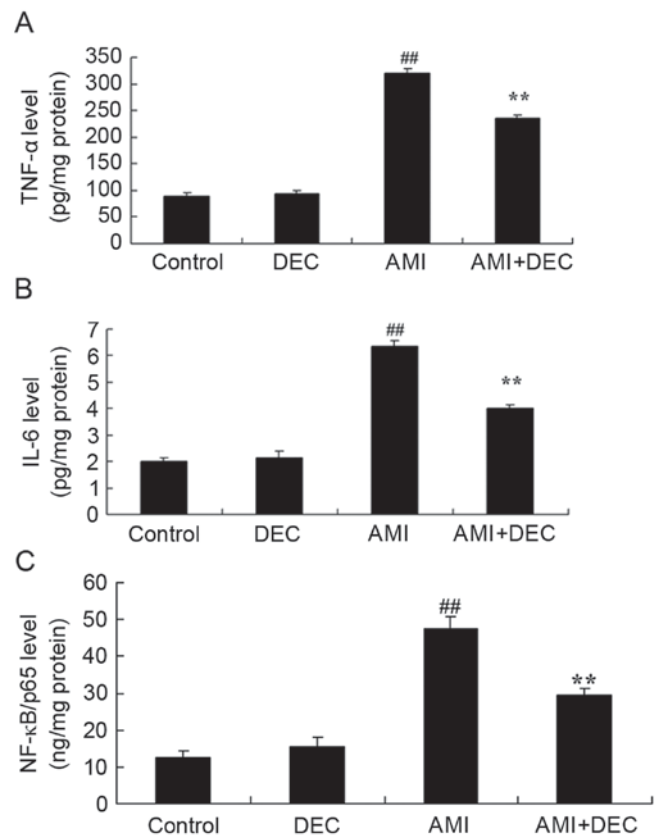 A
TNF-α level
(pg/mg protein)
350
300
250
200
150
100
50
0
##
**
Control DEC AMI AMI+DEC
B
IL-6 level
(pg/mg protein)
7
6
5
4
3
2
1
0
##
**
Control DEC AMI AMI+DEC
C
NF-κB/p65 level
(ng/mg protein)
60
50
40
30
20
10
0
##
**
Control DEC AMI AMI+DEC